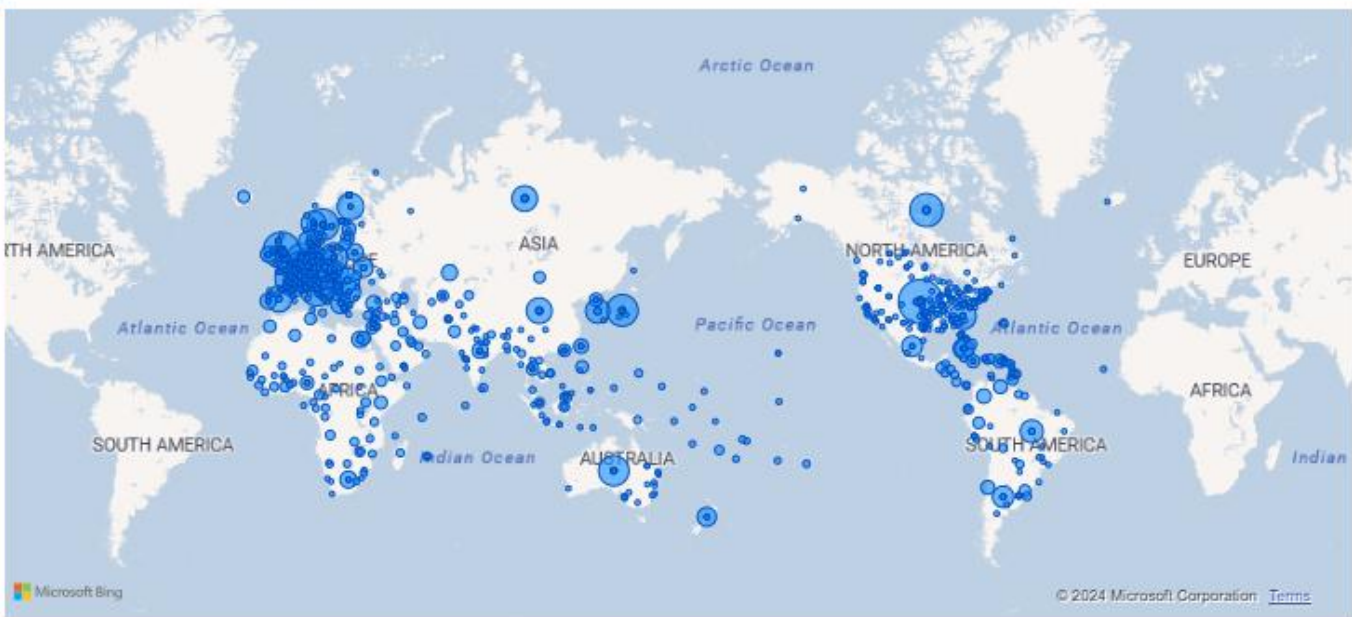 Arctic Ocean
ASIA
RTH AMERICA
PE
NORTH AMERICA
EUROPE
Atlantic Ocean
Pacific Ocean
Atlantic Ocean
AFRICA
AFRICA
SOUTH AMERICA
Indian Ocean
AUSTRALIA
SOUTH AMERICA
Indian
Microsoft Bing
© 2024 Microsoft Corporation Terms